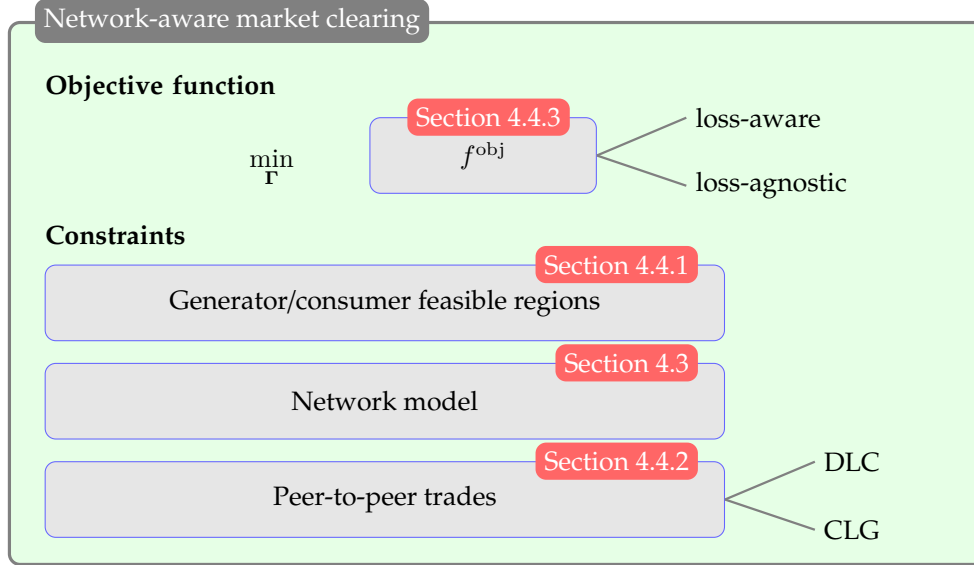 Network-aware market clearing
Objective function
Section 4.4.3
min
Γ
f^obj
loss-aware
loss-agnostic
Constraints
Section 4.4.1
Generator/consumer feasible regions
Section 4.3
Network model
Section 4.4.2
Peer-to-peer trades
DLC
CLG